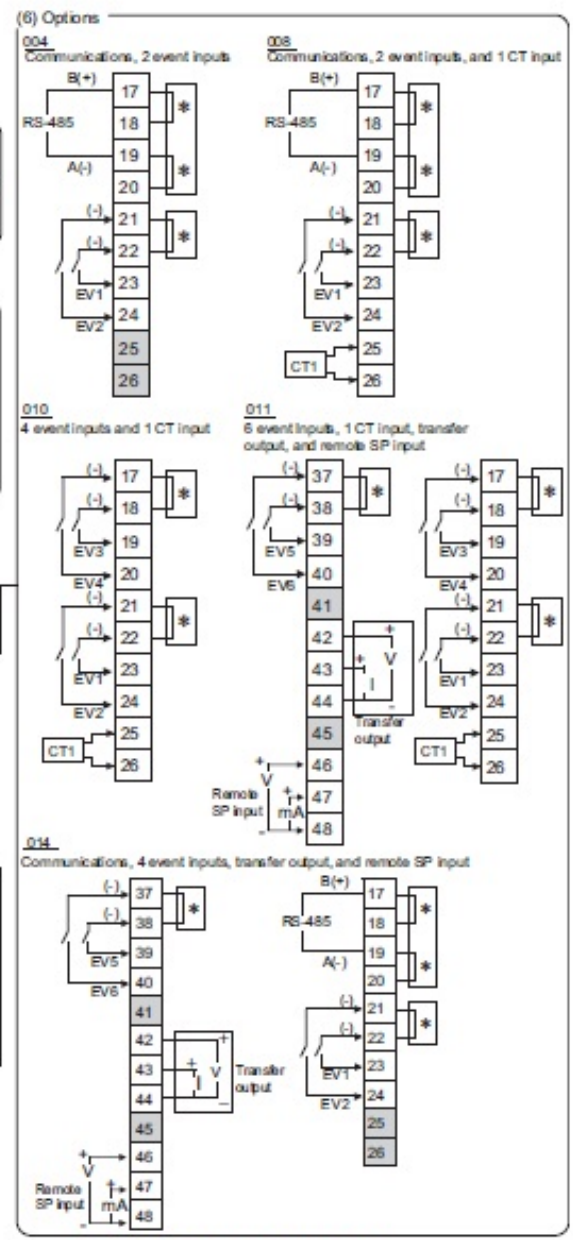 (6) Options
004
Communications, 2 event inputs
B(+)
RS-485
A(-)
17
18
19
20
21
22
23
24
25
26
*
*
*
(-)
(-)
EV1
EV2
008
Communications, 2 event inputs, and 1 CT input
B(+)
RS-485
A(-)
17
18
19
20
21
22
23
24
25
26
*
*
*
(-)
(-)
EV1
EV2
CT1
010
4 event inputs and 1 CT input
(-)
(-)
EV3
EV4
(-)
(-)
EV1
EV2
CT1
17
18
19
20
21
22
23
24
25
26
*
*
011
6 event Inputs, 1 CT input, transfer
output, and remote SP input
(-)
(-)
EV5
EV6
37
38
39
40
41
42
43
44
45
46
47
48
*
+
V
-
+
I
Transfer
output
+
V
-
+
mA
Remote
SP input
(-)
(-)
EV3
EV4
(-)
(-)
EV1
EV2
CT1
17
18
19
20
21
22
23
24
25
26
*
*
014
Communications, 4 event inputs, transfer output, and remote SP input
(-)
(-)
EV5
EV6
37
38
39
40
41
42
43
44
45
46
47
48
*
+
V
-
+
I
Transfer
output
+
V
-
+
mA
Remote
SP input
B(+)
RS-485
A(-)
17
18
19
20
21
22
23
24
25
26
*
*
*
(-)
(-)
EV1
EV2